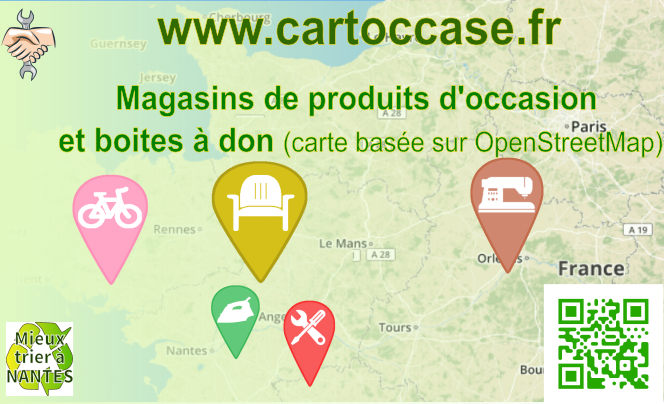 www.cartoccase.fr
Cherbourg
Guernsey
Jersey
Magasins de produits d'occasion
A 28
Paris
et boites à don (carte basée sur OpenStreetMap)
Rennes
Le Mans
A 28
A 19
Orléans
France
Nantes
Tours
Mieux
trier à
NANTES